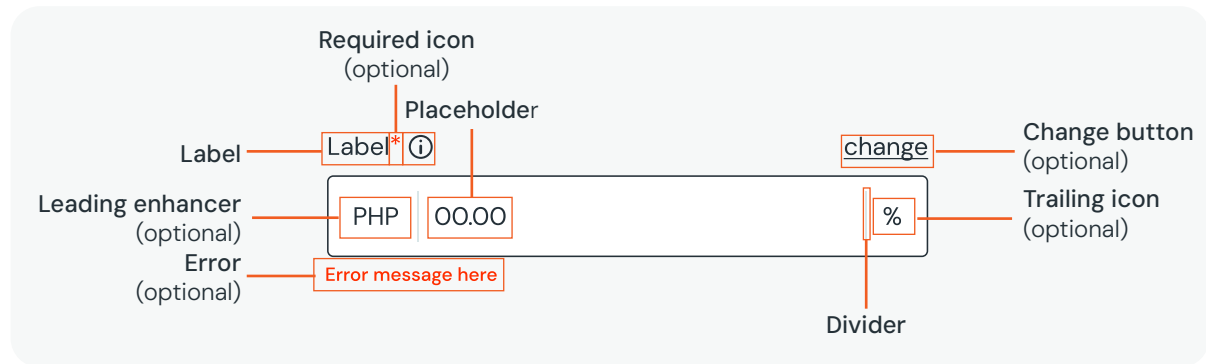 Required icon
(optional)
Placeholder
Label
Label*
change
Change button
(optional)
Leading enhancer
(optional)
PHP
00.00
%
Trailing icon
(optional)
Error
(optional)
Error message here
Divider